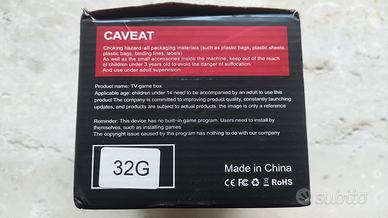 CAVEAT
Choking hazard-all packaging materials (such as plastic bags, plastic sheets,
plastic bags, binding lines, labels)
As well as the small accessories inside the machine, keep out of the reach
of children under 3 years old to avoid the danger of suffocation.
And use under adult supervision
Product name: TV game box
Applicable age: children under 14 need to be accompanied by an adult to use this
product The company is committed to improving product quality, constantly launching
updates, and products are subject to actual products. the image is only a reference
Reminder: This device has no built-in game program. Users need to install by
themselves, such as installing games
The copyright issue caused by the program has nothing to do with our company
32G
Made in China
CE FC RoHS
subito